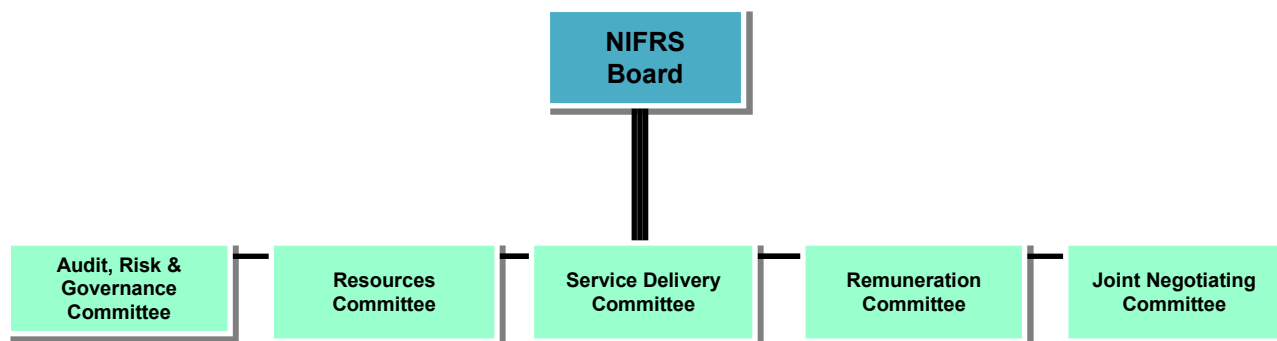 NIFRS
Board
Audit, Risk &
Governance
Committee
Resources
Committee
Service Delivery
Committee
Remuneration
Committee
Joint Negotiating
Committee